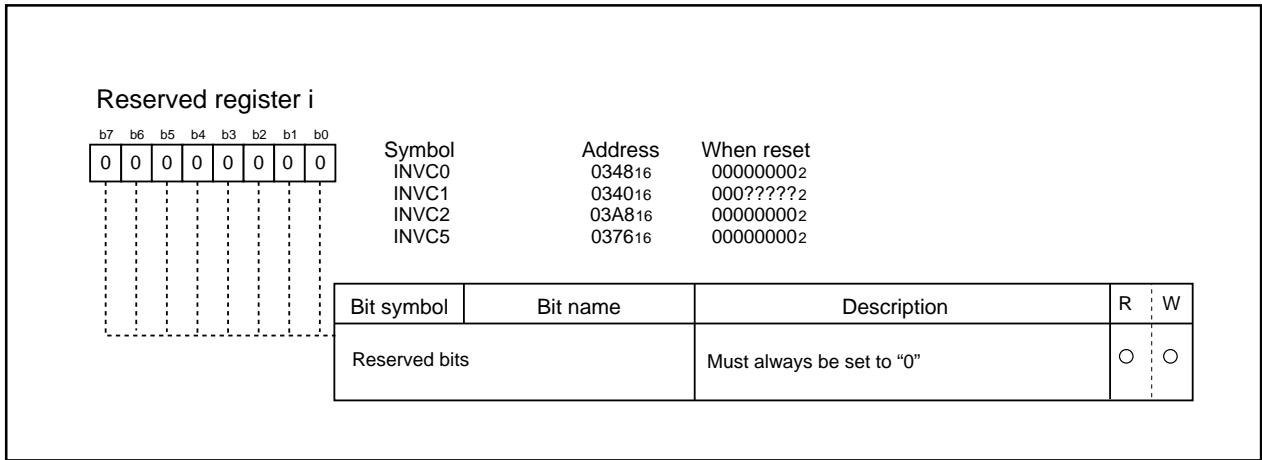 Reserved register i
b7 b6 b5 b4 b3 b2 b1 b0
0 0 0 0 0 0 0 0
Symbol Address When reset
INVC0 034816 000000002
INVC1 034016 000?????2
INVC2 03A816 000000002
INVC5 037616 000000002
Bit symbol Bit name Description R W
Reserved bits Must always be set to “0” ○ ○